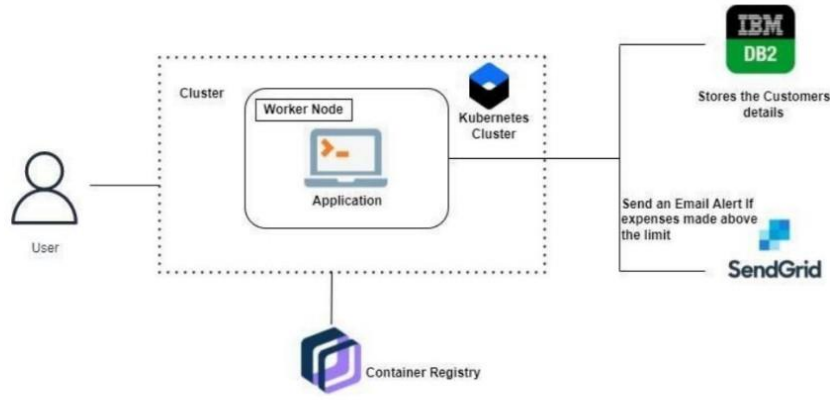 IBM
DB2
Stores the Customers
details
Cluster
Worker Node
Kubernetes
Cluster
>_
Application
User
Send an Email Alert If
expenses made above
the limit
SendGrid
Container Registry